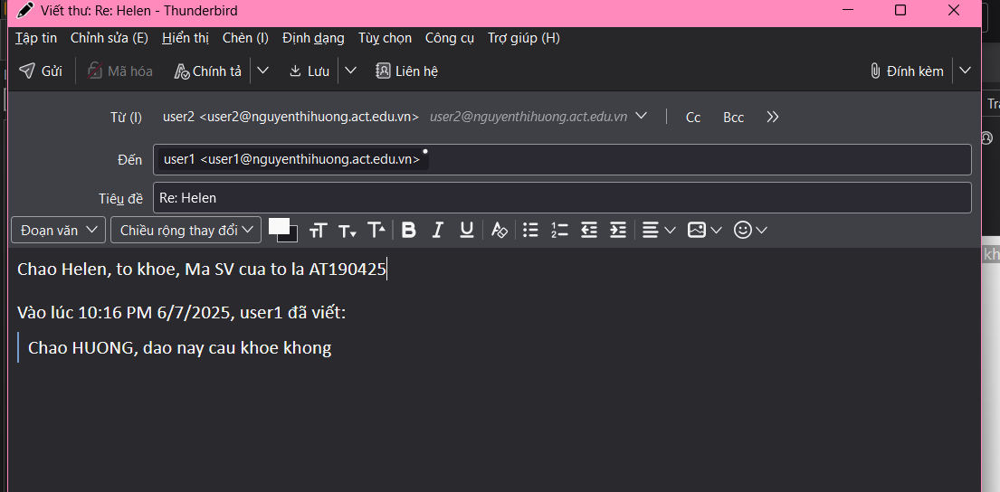 Viết thư: Re: Helen - Thunderbird
Tập tin Chỉnh sửa (E) Hiển thị Chèn (I) Định dạng Tùy chọn Công cụ Trợ giúp (H)
Gửi Mã hóa Chính tả Lưu Liên hệ Đính kèm
Từ (I) user2 <user2@nguyenthihuong.act.edu.vn> user2@nguyenthihuong.act.edu.vn Cc Bcc
Đến user1 <user1@nguyenthihuong.act.edu.vn>
Tiêu đề Re: Helen
Đoạn văn Chiều rộng thay đổi
Chao Helen, to khoe, Ma SV cua to la AT190425
Vào lúc 10:16 PM 6/7/2025, user1 đã viết:
Chao HUONG, dao nay cau khoe khong